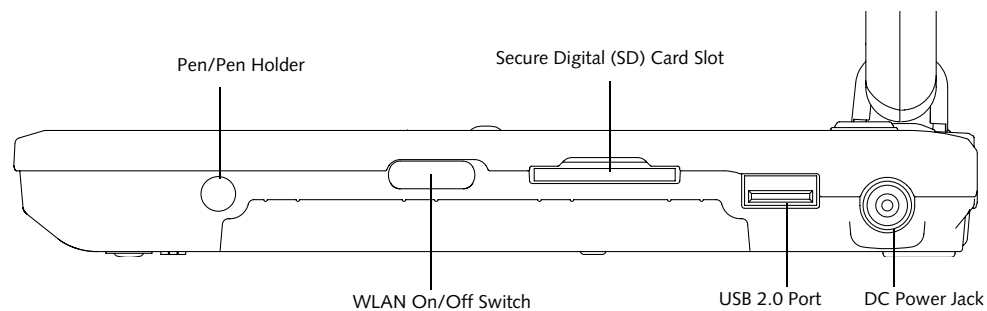 Secure Digital (SD) Card Slot
Pen/Pen Holder
WLAN On/Off Switch
USB 2.0 Port
DC Power Jack